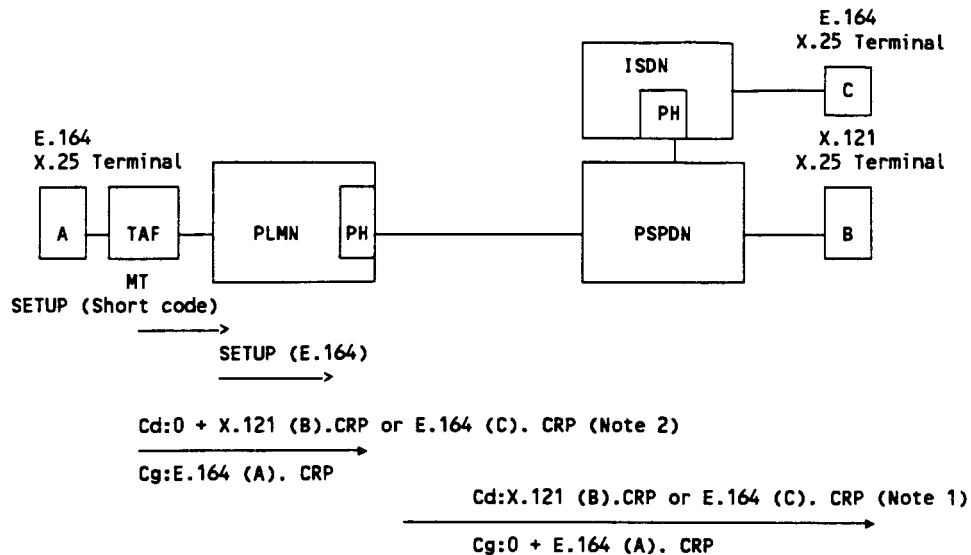 E.164
X.25 Terminal
ISDN
C
PH
E.164
X.25 Terminal
X.121
X.25 Terminal
A
TAF
PLMN
PH
PSPDN
B
MT
SETUP (Short code)
SETUP (E.164)
Cd:0 + X.121 (B).CRP or E.164 (C). CRP (Note 2)
Cg:E.164 (A). CRP
Cd:X.121 (B).CRP or E.164 (C). CRP (Note 1)
Cg:0 + E.164 (A). CRP